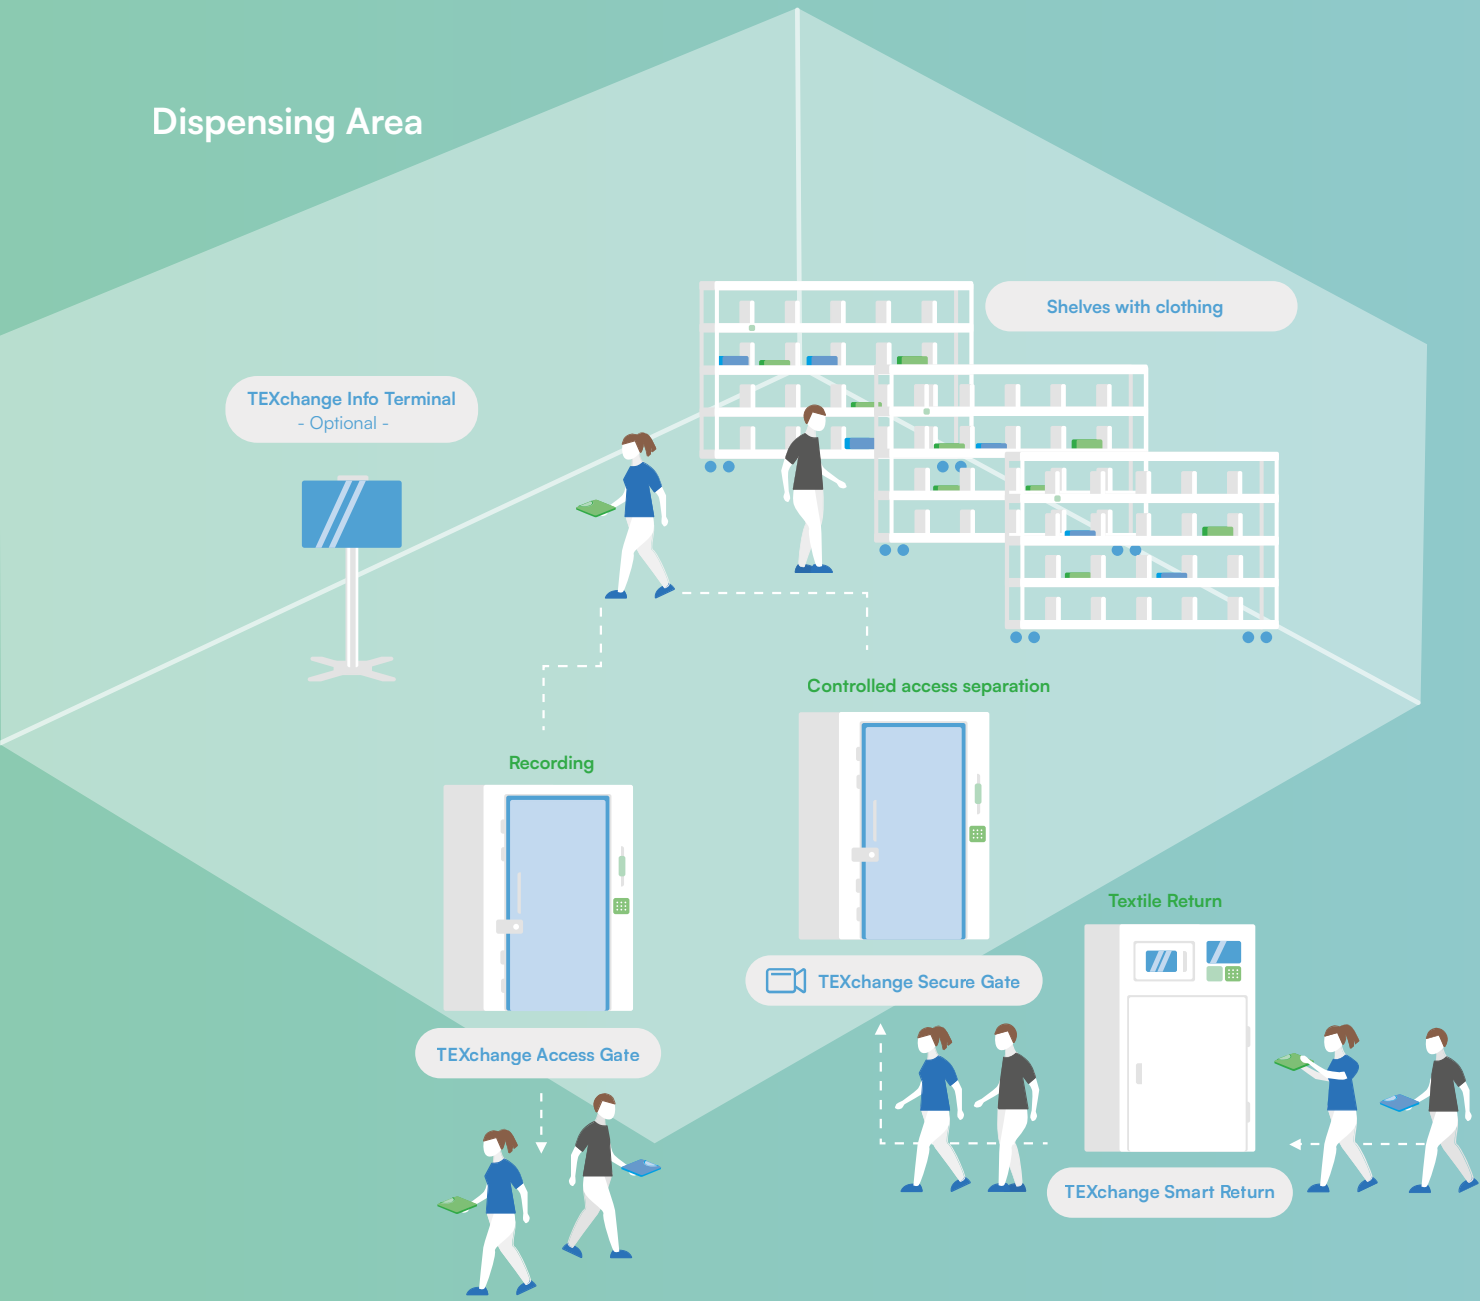 Dispensing Area
Shelves with clothing
TEXchange Info Terminal
- Optional -
Controlled access separation
Recording
Textile Return
TEXchange Secure Gate
TEXchange Access Gate
TEXchange Smart Return